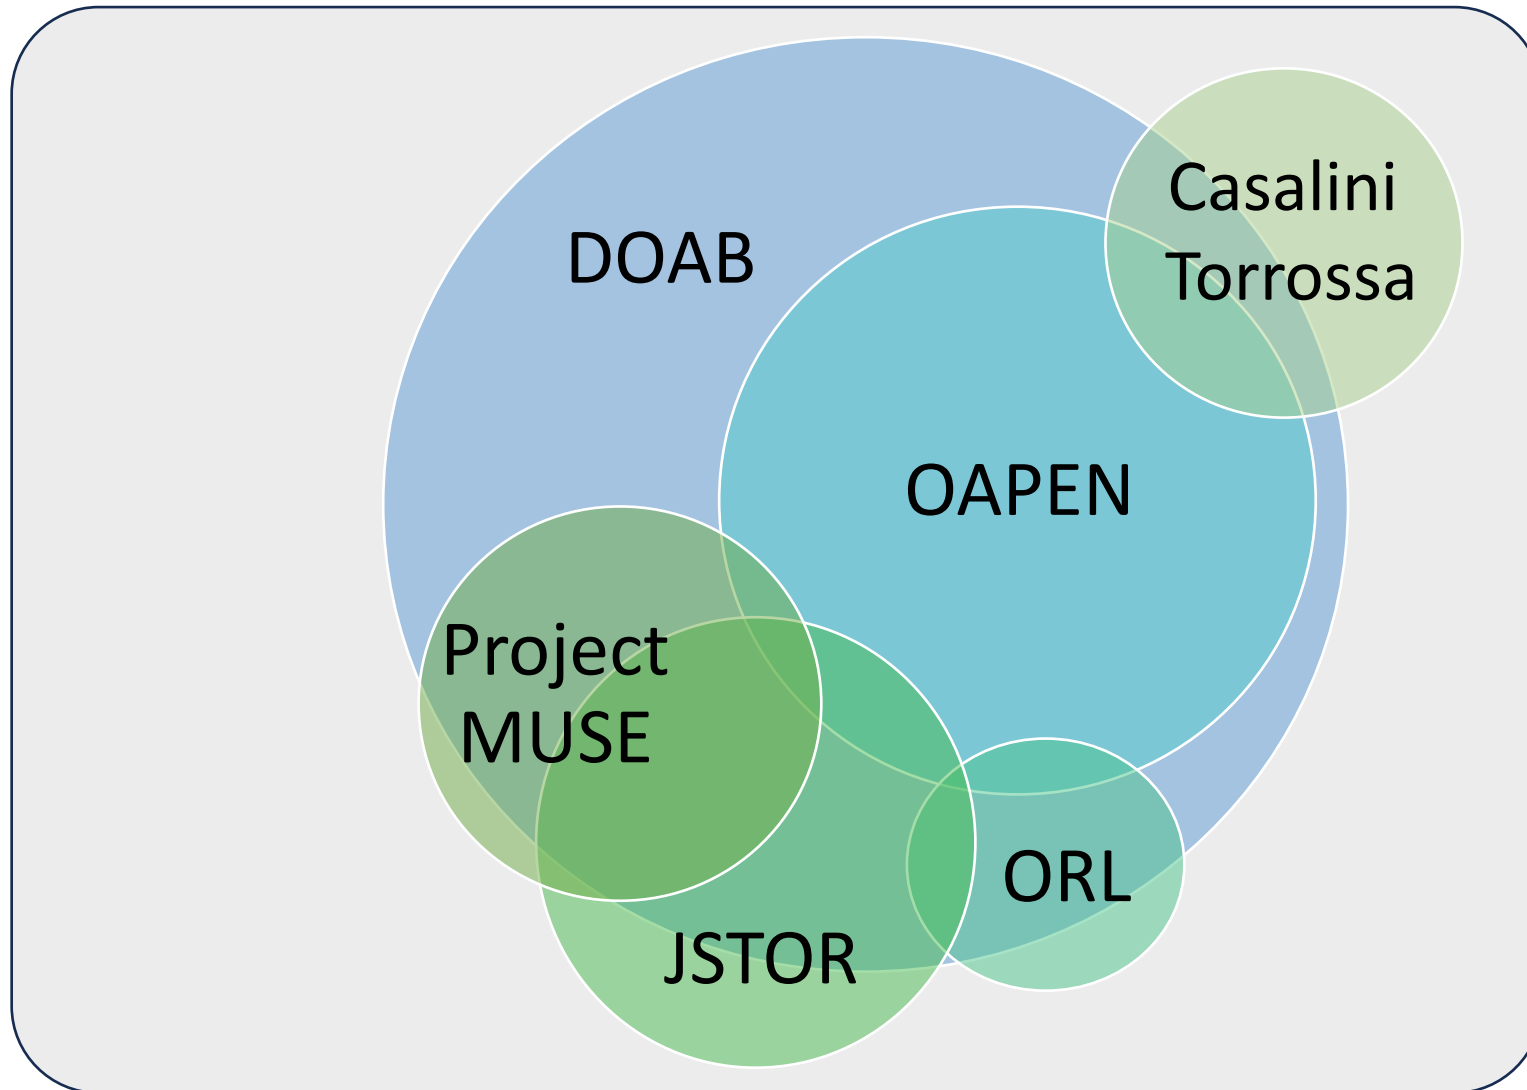 DOAB
Casalini
Torrossa
OAPEN
Project
MUSE
ORL
JSTOR